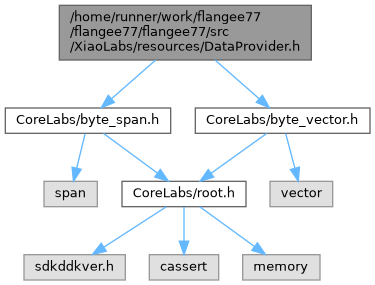 /home/runner/work/flangee77
/flangee77/flangee77/src
/XiaoLabs/resources/DataProvider.h
CoreLabs/byte_span.h
CoreLabs/byte_vector.h
span
CoreLabs/root.h
vector
sdkddkver.h
cassert
memory